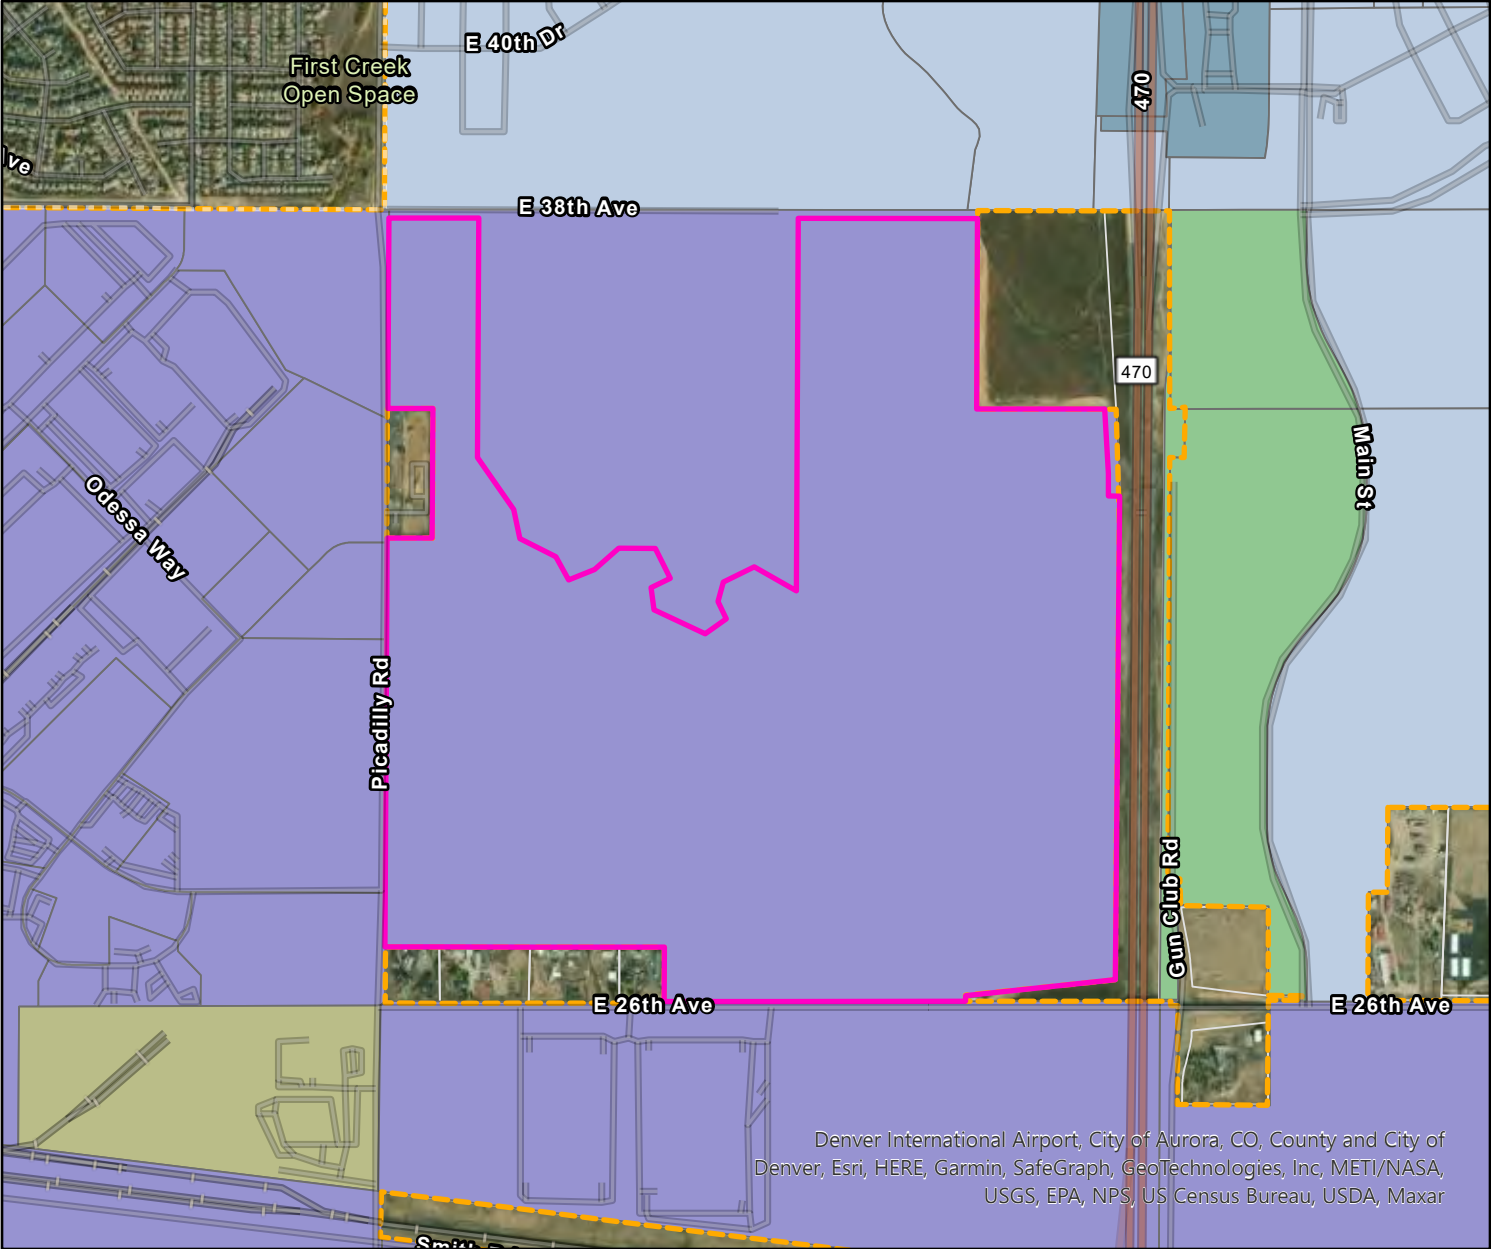 E 40th Dr
First Creek
Open Space
470
lve
E 38th Ave
470
Main St
Odessa Way
Picadilly Rd
Gun Club Rd
E 26th Ave
E 26th Ave
Denver International Airport, City of Aurora, CO, County and City of
Denver, Esri, HERE, Garmin, SafeGraph, GeoTechnologies, Inc, METI/NASA,
USGS, EPA, NPS, US Census Bureau, USDA, Maxar
Smith